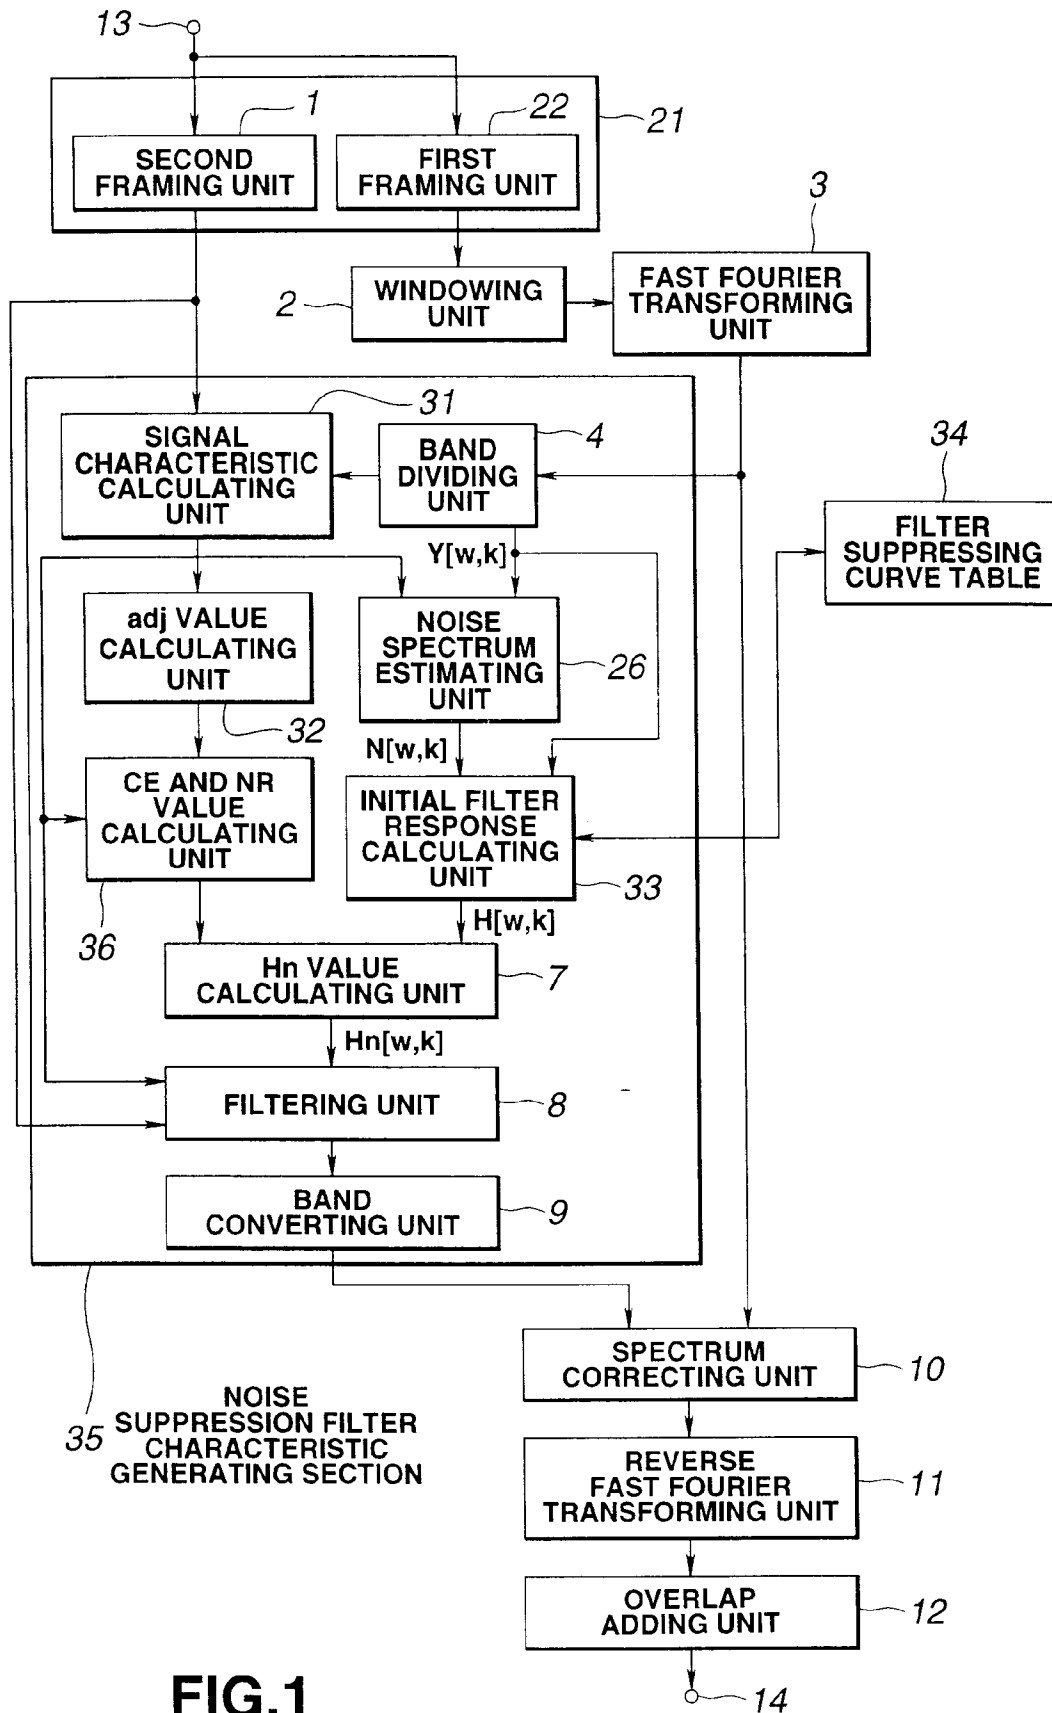 13
1
22
21
SECOND
FRAMING UNIT
FIRST
FRAMING UNIT
3
2
WINDOWING
UNIT
FAST FOURIER
TRANSFORMING
UNIT
31
4
34
SIGNAL
CHARACTERISTIC
CALCULATING
UNIT
BAND
DIVIDING
UNIT
FILTER
SUPPRESSING
CURVE TABLE
Y[w,k]
adj VALUE
CALCULATING
UNIT
NOISE
SPECTRUM
ESTIMATING
UNIT
26
32
N[w,k]
CE AND NR
VALUE
CALCULATING
UNIT
INITIAL FILTER
RESPONSE
CALCULATING
UNIT
33
36
H[w,k]
Hn VALUE
CALCULATING UNIT
7
Hn[w,k]
FILTERING UNIT
8
BAND
CONVERTING UNIT
9
SPECTRUM
CORRECTING UNIT
10
35
NOISE
SUPPRESSION FILTER
CHARACTERISTIC
GENERATING SECTION
REVERSE
FAST FOURIER
TRANSFORMING UNIT
11
OVERLAP
ADDING UNIT
12
14
FIG.1